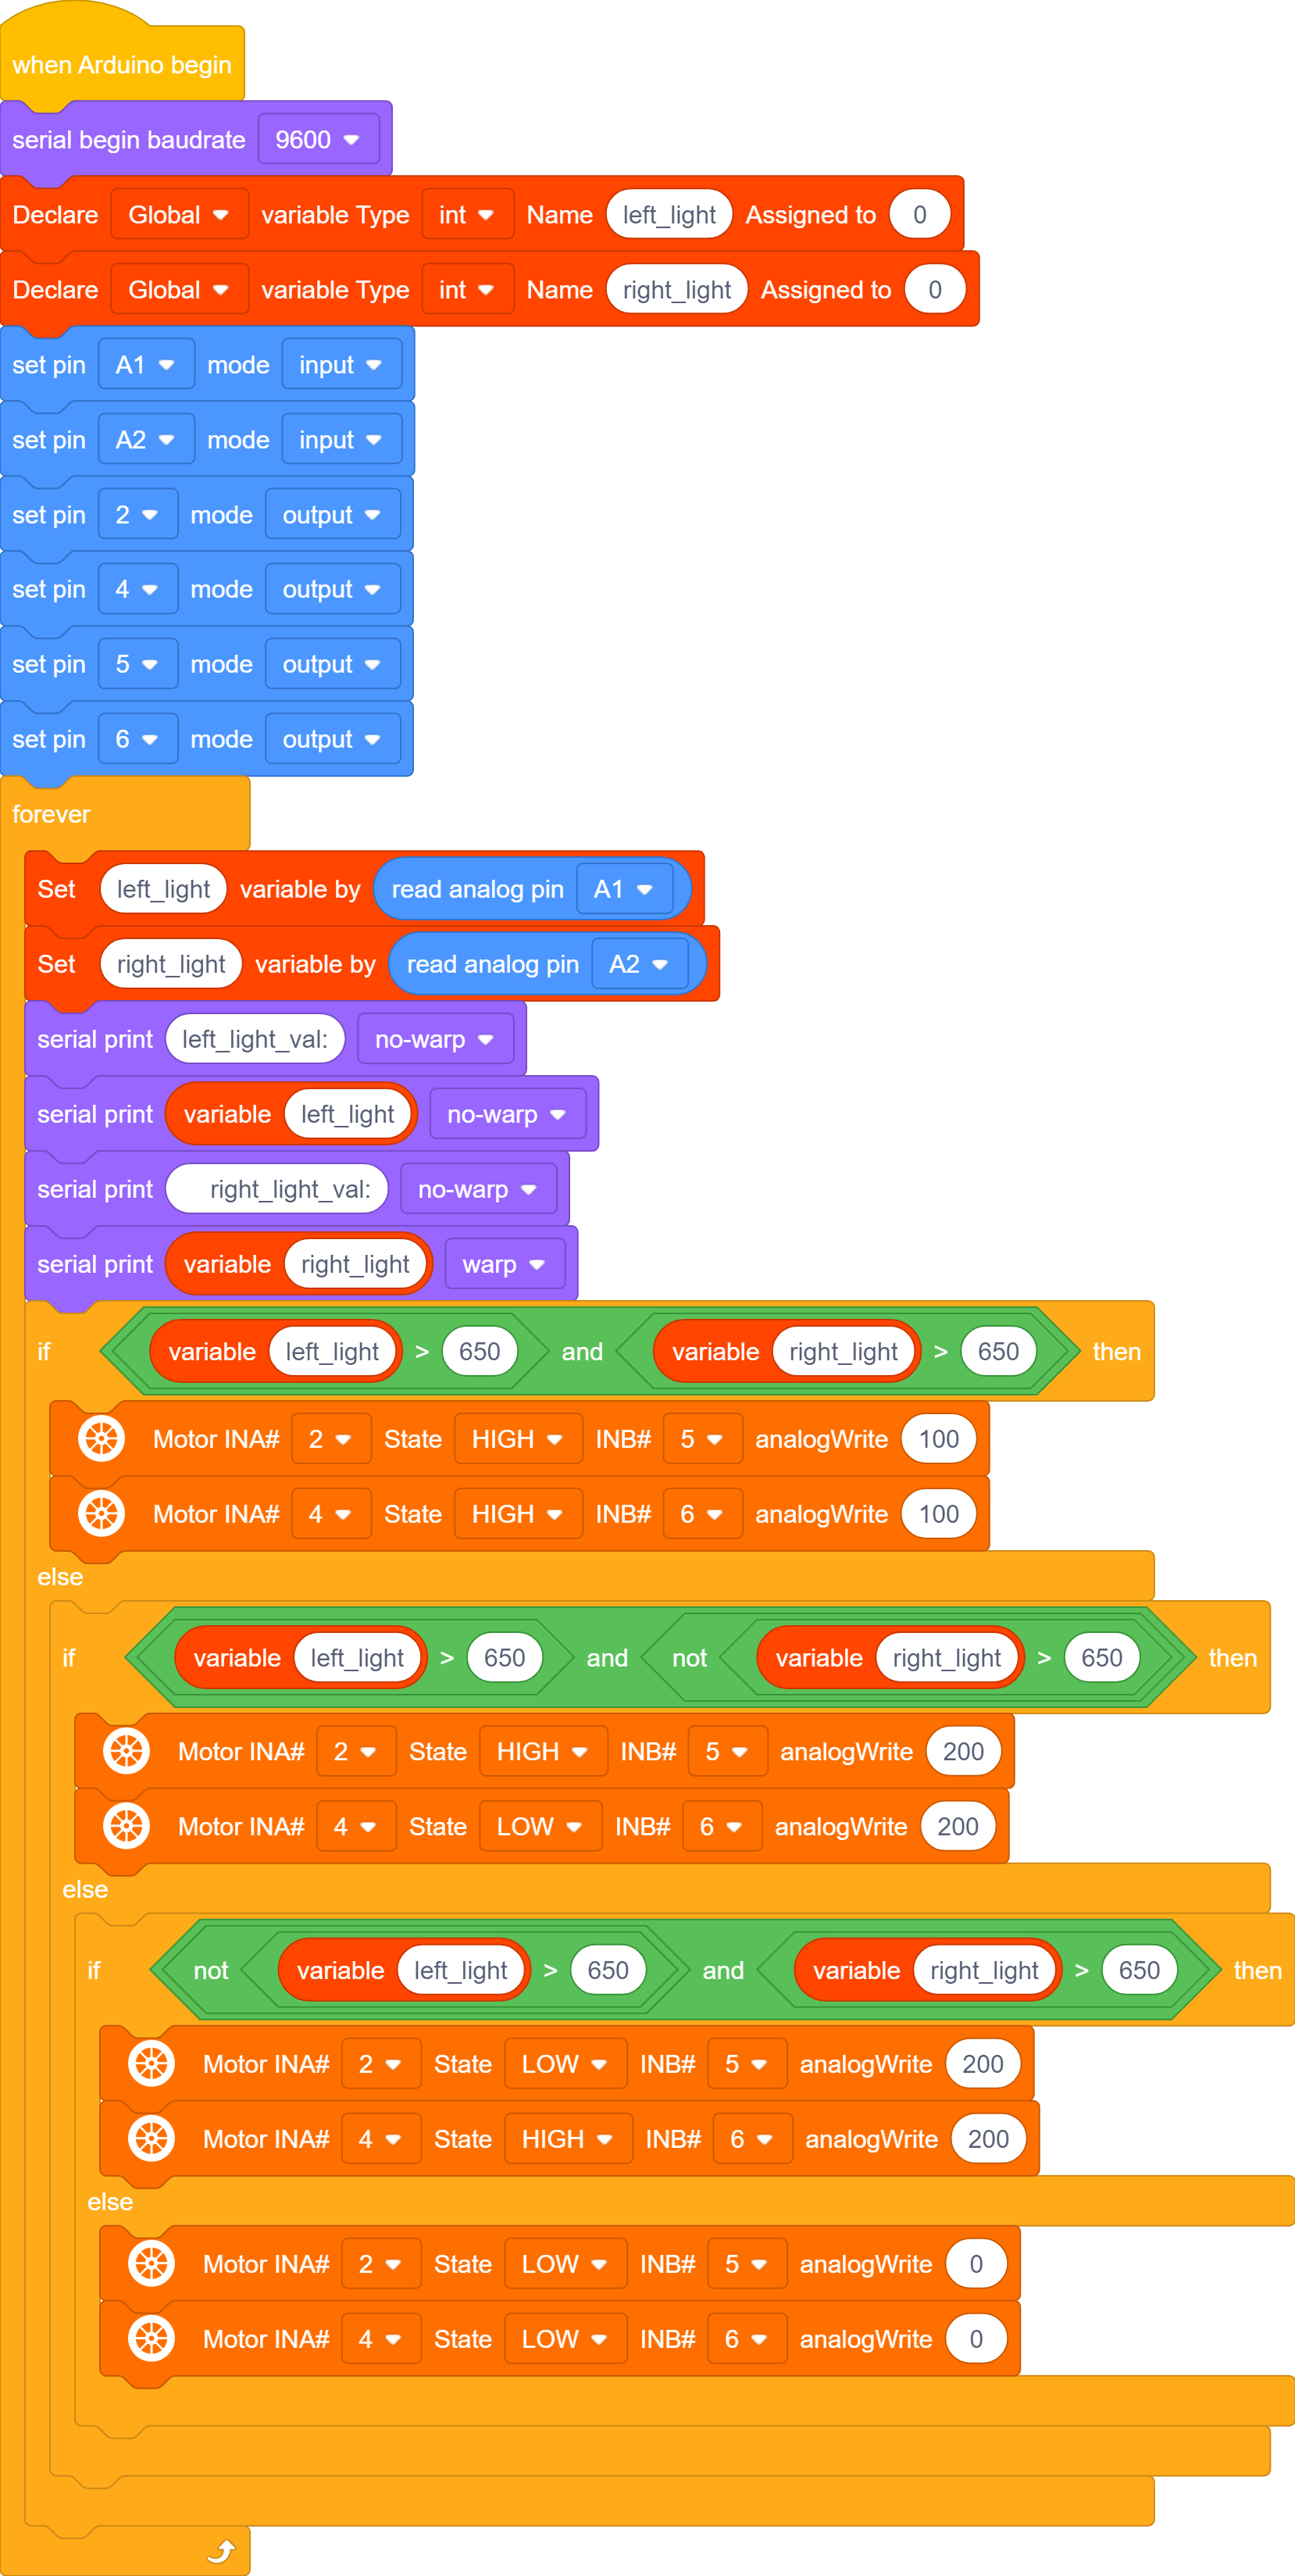 when Arduino begin
serial begin baudrate 9600
Declare Global variable Type int Name left_light Assigned to 0
Declare Global variable Type int Name right_light Assigned to 0
set pin A1 mode input
set pin A2 mode input
set pin 2 mode output
set pin 4 mode output
set pin 5 mode output
set pin 6 mode output
forever
Set left_light variable by read analog pin A1
Set right_light variable by read analog pin A2
serial print left_light_val: no-warp
serial print variable left_light no-warp
serial print right_light_val: no-warp
serial print variable right_light warp
if variable left_light > 650 and variable right_light > 650 then
Motor INA# 2 State HIGH INB# 5 analogWrite 100
Motor INA# 4 State HIGH INB# 6 analogWrite 100
else
if variable left_light > 650 and not variable right_light > 650 then
Motor INA# 2 State HIGH INB# 5 analogWrite 200
Motor INA# 4 State LOW INB# 6 analogWrite 200
else
if not variable left_light > 650 and variable right_light > 650 then
Motor INA# 2 State LOW INB# 5 analogWrite 200
Motor INA# 4 State HIGH INB# 6 analogWrite 200
else
Motor INA# 2 State LOW INB# 5 analogWrite 0
Motor INA# 4 State LOW INB# 6 analogWrite 0